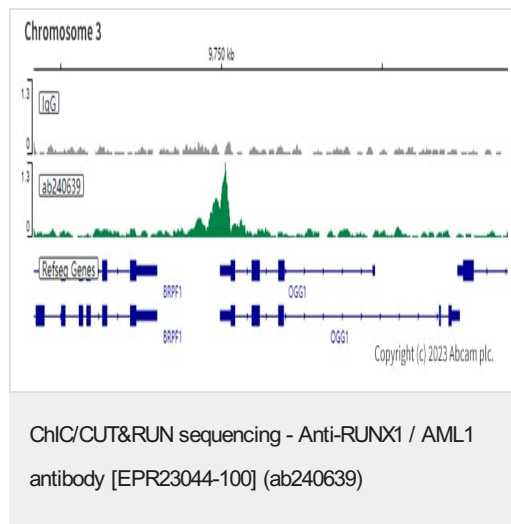 Chromosome 3
9.750 kb
1.3
IgG
0
1.3
ab240639
0
Refseq Genes
BRPF1
OGG1
BRPF1
OGG1
Copyright (c) 2023 Abcam plc.
ChIC/CUT&RUN sequencing - Anti-RUNX1 / AML1
antibody [EPR23044-100] (ab240639)